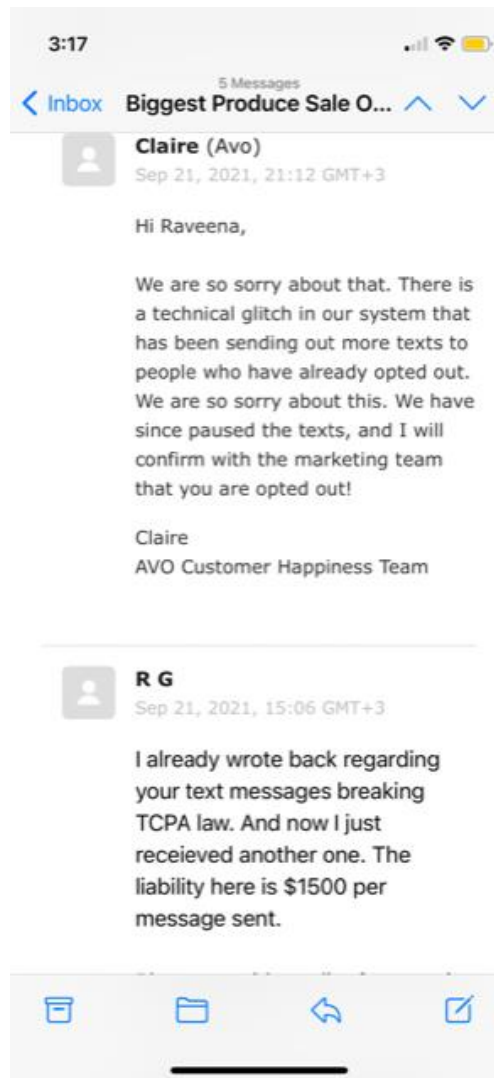 3:17
5 Messages
Inbox
Biggest Produce Sale O...
Claire (Avo)
Sep 21, 2021, 21:12 GMT+3
Hi Raveena,
We are so sorry about that. There is
a technical glitch in our system that
has been sending out more texts to
people who have already opted out.
We are so sorry about this. We have
since paused the texts, and I will
confirm with the marketing team
that you are opted out!
Claire
AVO Customer Happiness Team
R G
Sep 21, 2021, 15:06 GMT+3
I already wrote back regarding
your text messages breaking
TCPA law. And now I just
receieved another one. The
liability here is $1500 per
message sent.